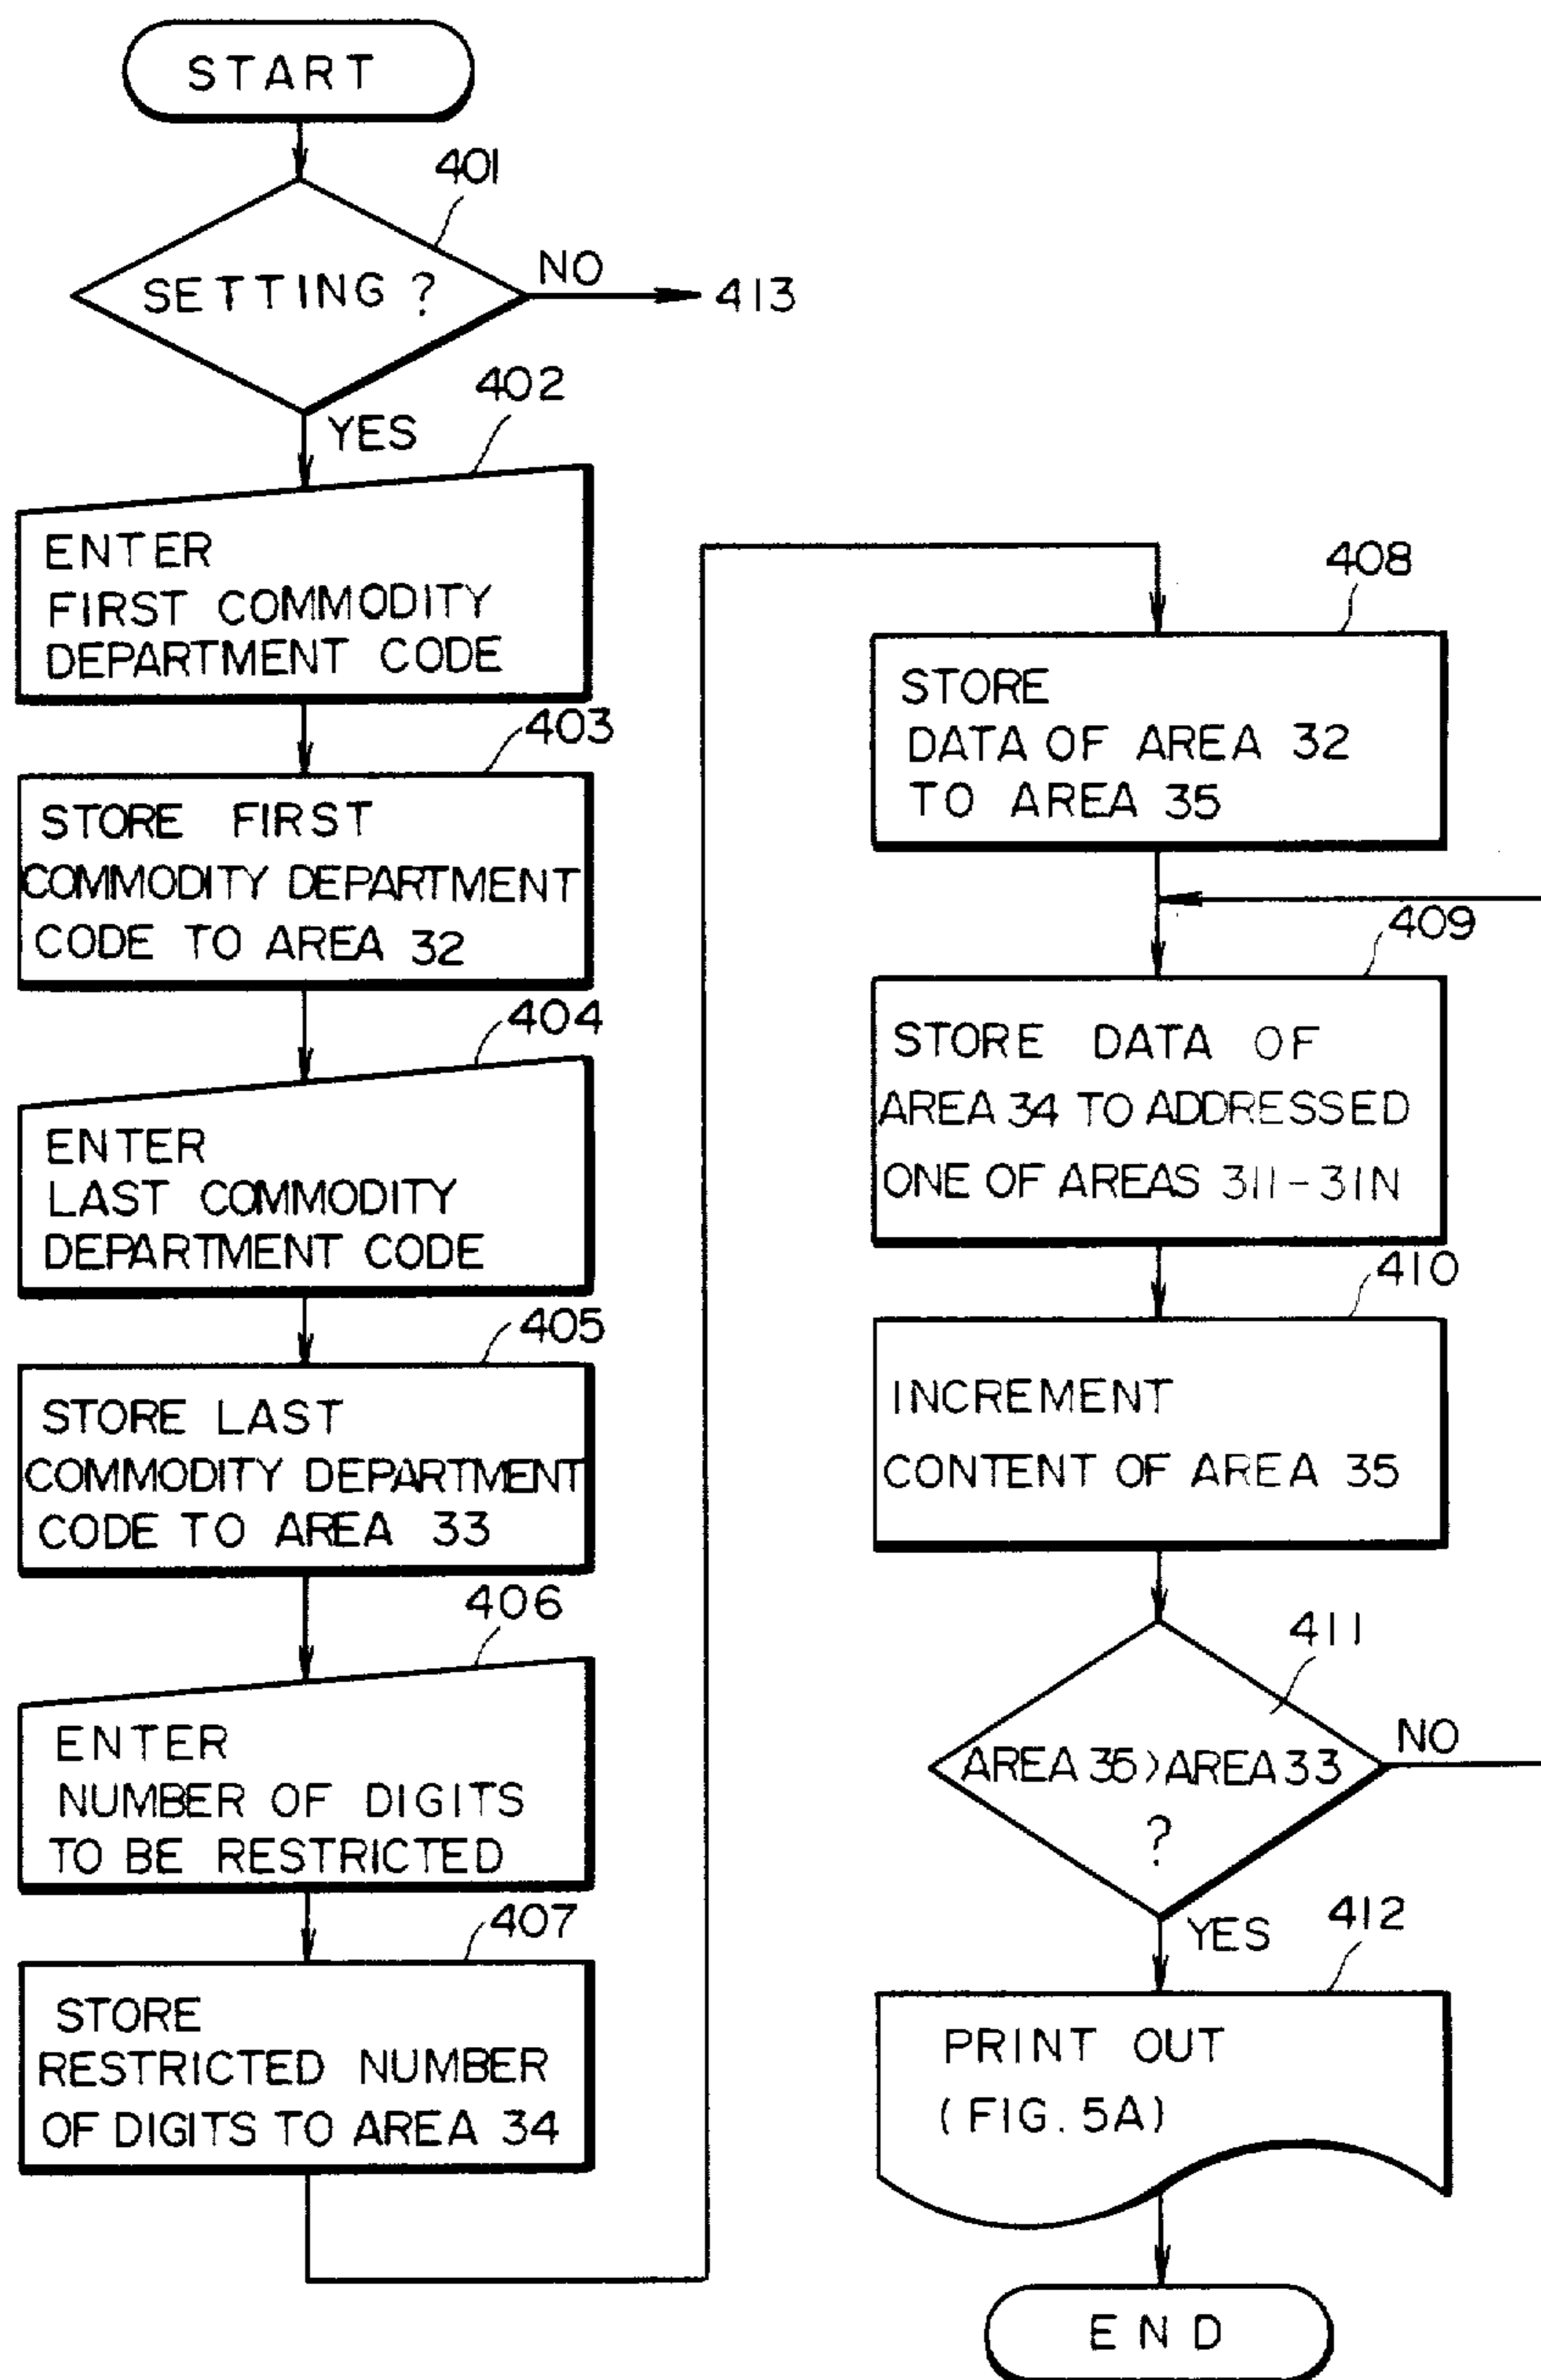 START
401
SETTING ?
NO
413
YES
402
ENTER
FIRST COMMODITY
DEPARTMENT CODE
403
STORE FIRST
COMMODITY DEPARTMENT
CODE TO AREA 32
404
ENTER
LAST COMMODITY
DEPARTMENT CODE
405
STORE LAST
COMMODITY DEPARTMENT
CODE TO AREA 33
406
ENTER
NUMBER OF DIGITS
TO BE RESTRICTED
407
STORE
RESTRICTED NUMBER
OF DIGITS TO AREA 34
408
STORE
DATA OF AREA 32
TO AREA 35
409
STORE DATA OF
AREA 34 TO ADDRESSED
ONE OF AREAS 311-31N
410
INCREMENT
CONTENT OF AREA 35
411
AREA 35>AREA 33
?
NO
YES
412
PRINT OUT
(FIG. 5A)
END